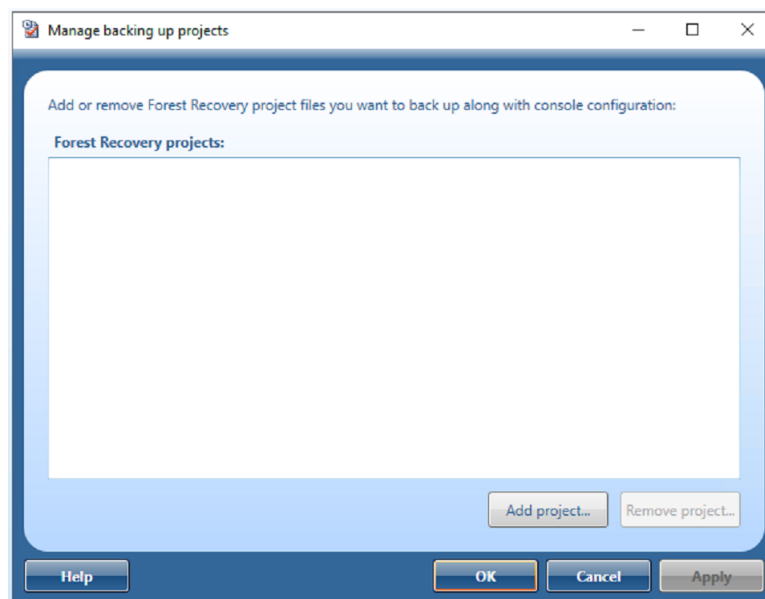 Manage backing up projects
Add or remove Forest Recovery project files you want to back up along with console configuration:
Forest Recovery projects:
Add project...
Remove project...
Help
OK
Cancel
Apply